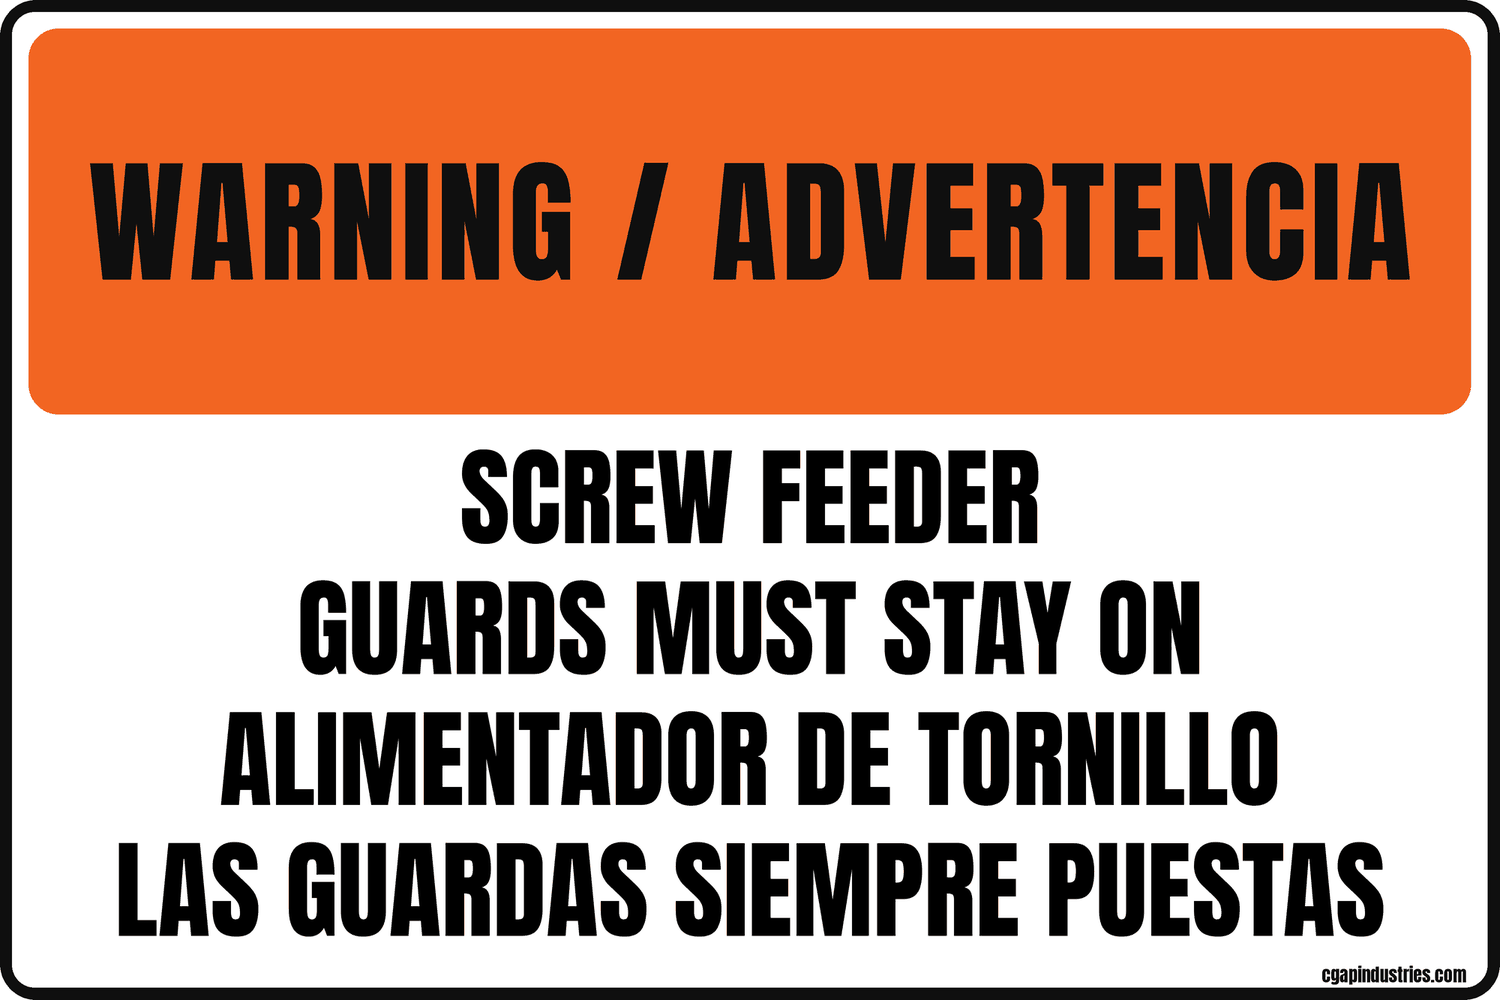 WARNING / ADVERTENCIA
SCREW FEEDER
GUARDS MUST STAY ON
ALIMENTADOR DE TORNILLO
LAS GUARDAS SIEMPRE PUESTAS
cgapindustries.com